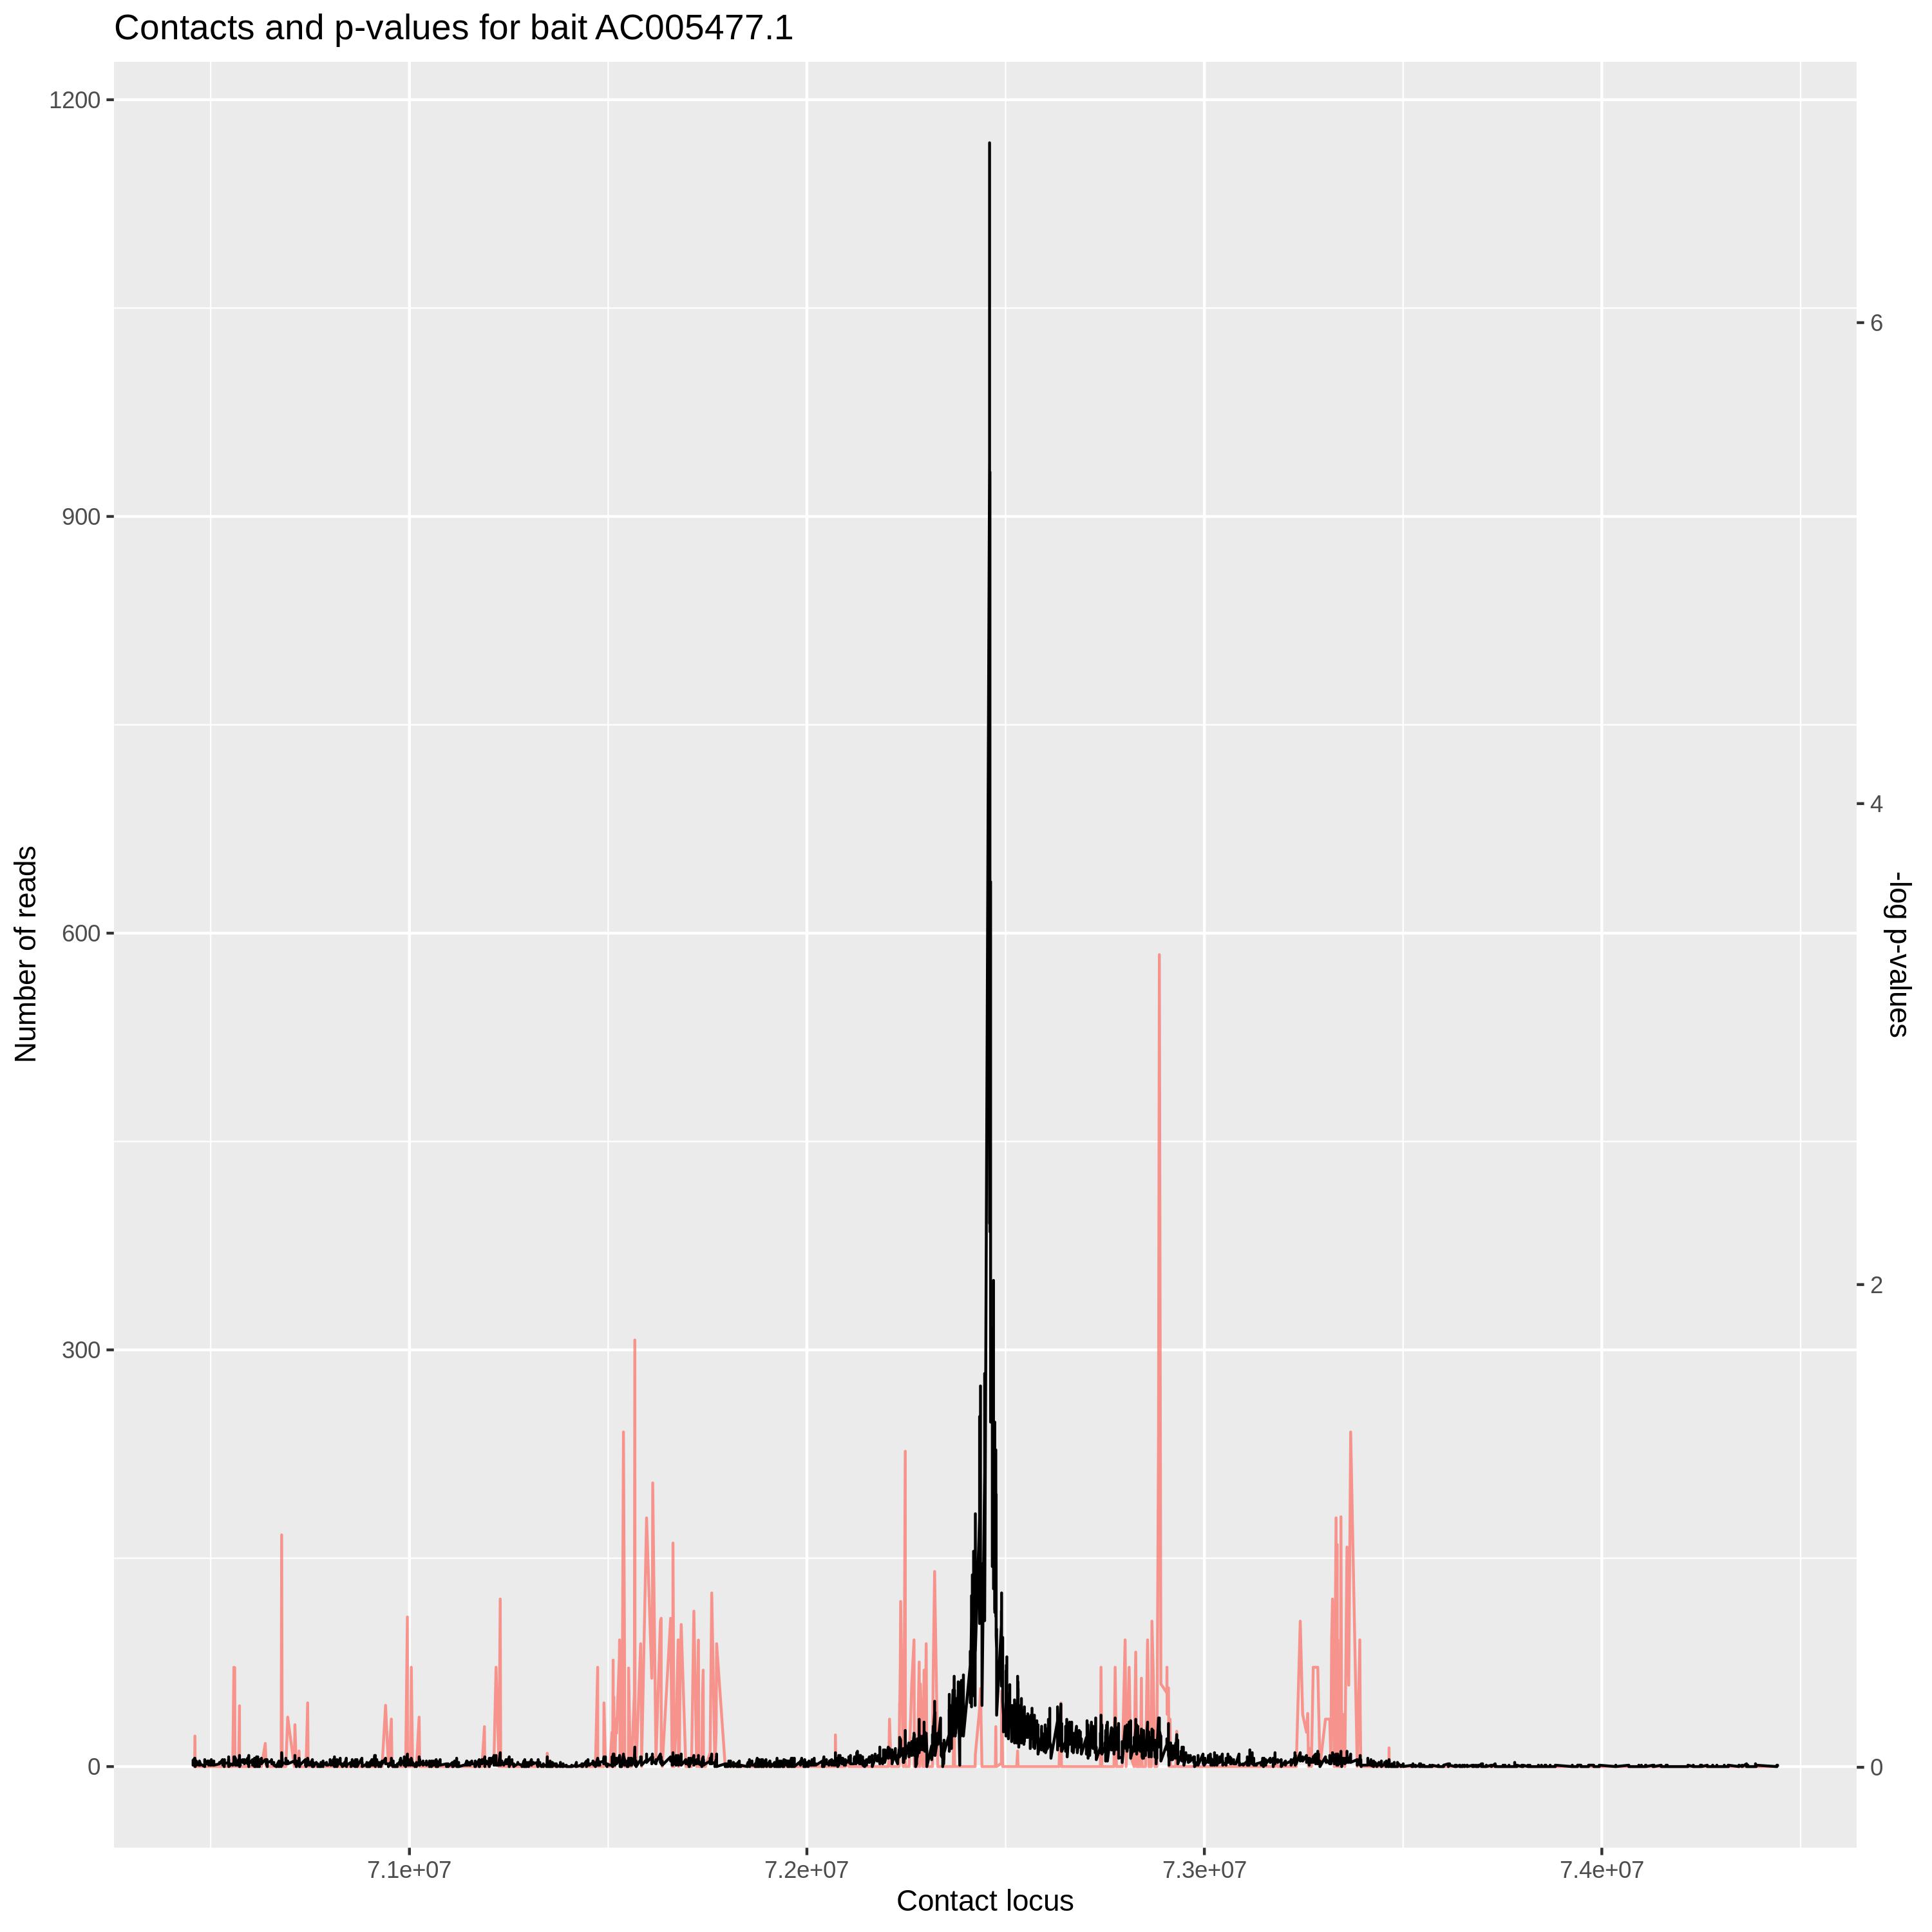 Contacts and p-values for bait AC005477.1
1200
900
600
300
0
Number of reads
6
4
2
0
-log p-values
7.1e+07
7.2e+07
7.3e+07
7.4e+07
Contact locus